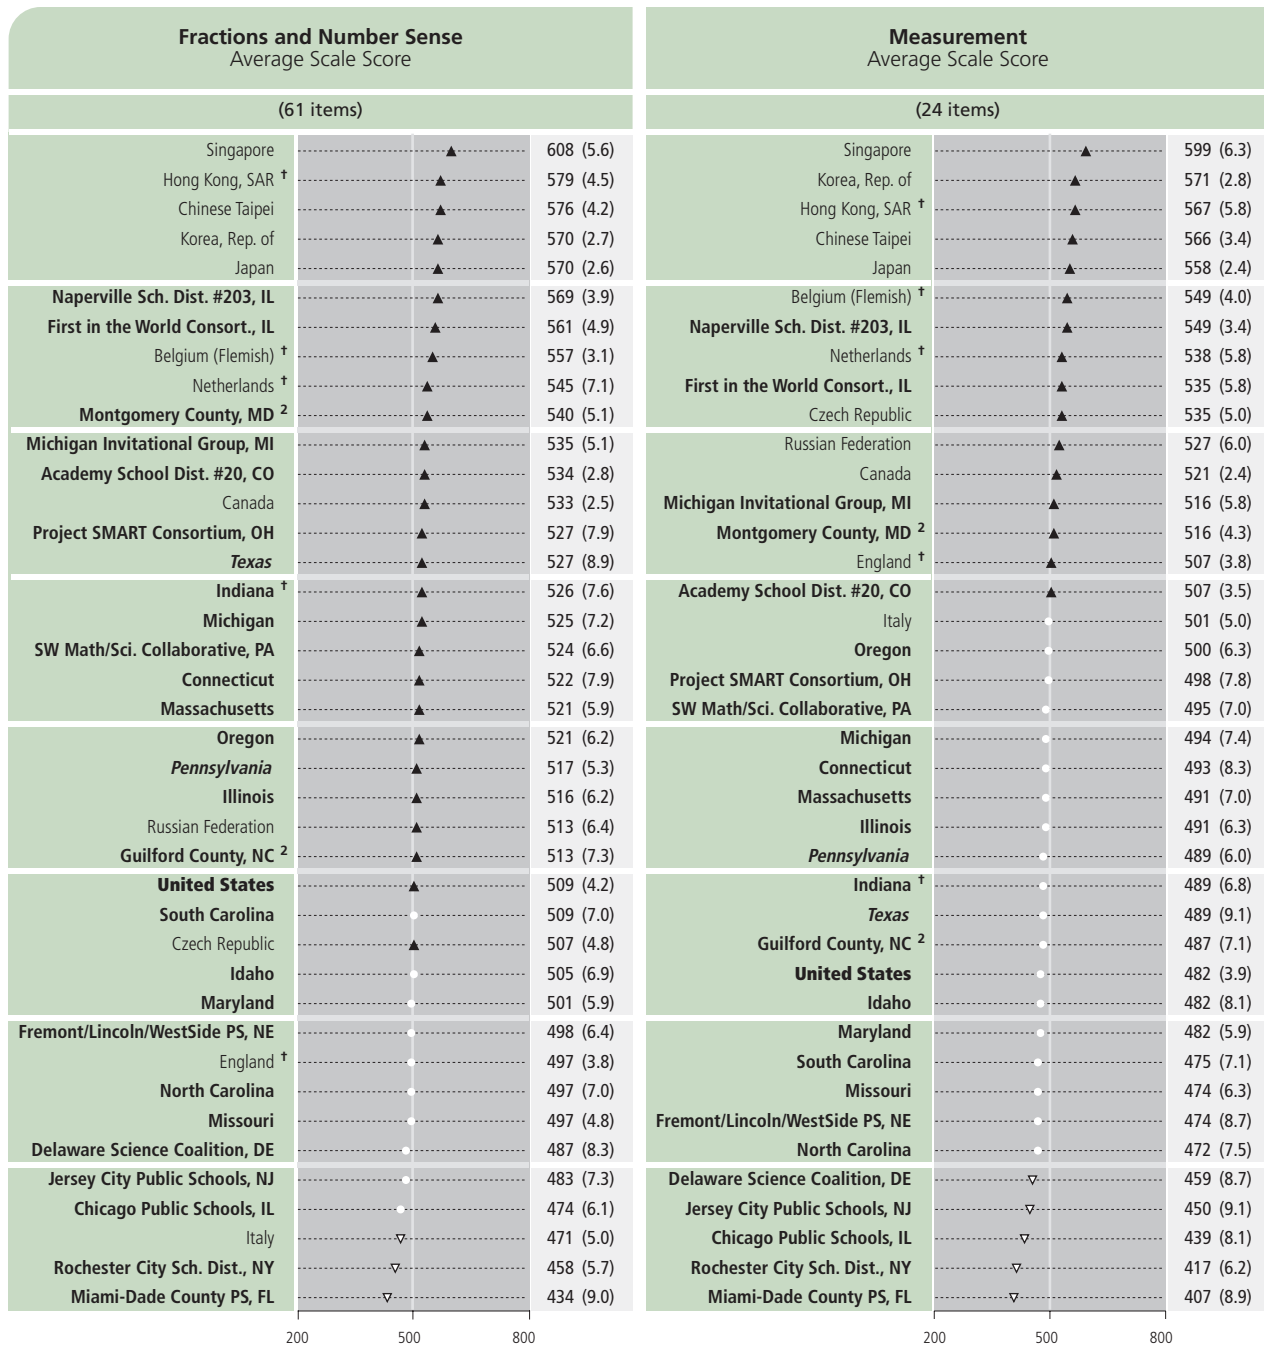 Fractions and Number Sense
Average Scale Score
(61 items)
Singapore 608 (5.6)
Hong Kong, SAR † 579 (4.5)
Chinese Taipei 576 (4.2)
Korea, Rep. of 570 (2.7)
Japan 570 (2.6)
Naperville Sch. Dist. #203, IL 569 (3.9)
First in the World Consort., IL 561 (4.9)
Belgium (Flemish) † 557 (3.1)
Netherlands † 545 (7.1)
Montgomery County, MD 2 540 (5.1)
Michigan Invitational Group, MI 535 (5.1)
Academy School Dist. #20, CO 534 (2.8)
Canada 533 (2.5)
Project SMART Consortium, OH 527 (7.9)
Texas 527 (8.9)
Indiana † 526 (7.6)
Michigan 525 (7.2)
SW Math/Sci. Collaborative, PA 524 (6.6)
Connecticut 522 (7.9)
Massachusetts 521 (5.9)
Oregon 521 (6.2)
Pennsylvania 517 (5.3)
Illinois 516 (6.2)
Russian Federation 513 (6.4)
Guilford County, NC 2 513 (7.3)
United States 509 (4.2)
South Carolina 509 (7.0)
Czech Republic 507 (4.8)
Idaho 505 (6.9)
Maryland 501 (5.9)
Fremont/Lincoln/WestSide PS, NE 498 (6.4)
England † 497 (3.8)
North Carolina 497 (7.0)
Missouri 497 (4.8)
Delaware Science Coalition, DE 487 (8.3)
Jersey City Public Schools, NJ 483 (7.3)
Chicago Public Schools, IL 474 (6.1)
Italy 471 (5.0)
Rochester City Sch. Dist., NY 458 (5.7)
Miami-Dade County PS, FL 434 (9.0)
200 500 800
Measurement
Average Scale Score
(24 items)
Singapore 599 (6.3)
Korea, Rep. of 571 (2.8)
Hong Kong, SAR † 567 (5.8)
Chinese Taipei 566 (3.4)
Japan 558 (2.4)
Belgium (Flemish) † 549 (4.0)
Naperville Sch. Dist. #203, IL 549 (3.4)
Netherlands † 538 (5.8)
First in the World Consort., IL 535 (5.8)
Czech Republic 535 (5.0)
Russian Federation 527 (6.0)
Canada 521 (2.4)
Michigan Invitational Group, MI 516 (5.8)
Montgomery County, MD 2 516 (4.3)
England † 507 (3.8)
Academy School Dist. #20, CO 507 (3.5)
Italy 501 (5.0)
Oregon 500 (6.3)
Project SMART Consortium, OH 498 (7.8)
SW Math/Sci. Collaborative, PA 495 (7.0)
Michigan 494 (7.4)
Connecticut 493 (8.3)
Massachusetts 491 (7.0)
Illinois 491 (6.3)
Pennsylvania 489 (6.0)
Indiana † 489 (6.8)
Texas 489 (9.1)
Guilford County, NC 2 487 (7.1)
United States 482 (3.9)
Idaho 482 (8.1)
Maryland 482 (5.9)
South Carolina 475 (7.1)
Missouri 474 (6.3)
Fremont/Lincoln/WestSide PS, NE 474 (8.7)
North Carolina 472 (7.5)
Delaware Science Coalition, DE 459 (8.7)
Jersey City Public Schools, NJ 450 (9.1)
Chicago Public Schools, IL 439 (8.1)
Rochester City Sch. Dist., NY 417 (6.2)
Miami-Dade County PS, FL 407 (8.9)
200 500 800